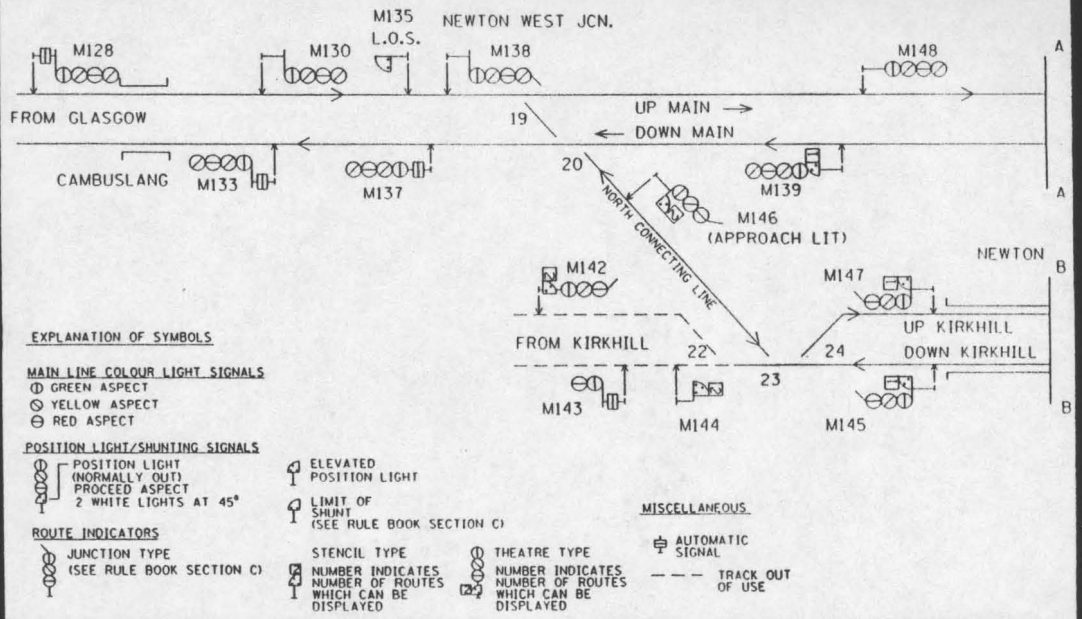 M135
L.O.S.
NEWTON WEST JCN.
M128
M130
M138
M148
A
FROM GLASGOW
19
UP MAIN →
← DOWN MAIN
CAMBUSLANG
M133
M137
20
M139
A
NORTH CONNECTING LINE
M146
(APPROACH LIT)
NEWTON
B
M142
M147
FROM KIRKHILL
22
24
UP KIRKHILL
DOWN KIRKHILL
23
M143
M144
M145
B
EXPLANATION OF SYMBOLS
MAIN LINE COLOUR LIGHT SIGNALS
GREEN ASPECT
YELLOW ASPECT
RED ASPECT
POSITION LIGHT/SHUNTING SIGNALS
POSITION LIGHT
(NORMALLY OUT)
PROCEED ASPECT
2 WHITE LIGHTS AT 45°
ELEVATED
POSITION LIGHT
LIMIT OF
SHUNT
(SEE RULE BOOK SECTION C)
ROUTE INDICATORS
JUNCTION TYPE
(SEE RULE BOOK SECTION C)
STENCIL TYPE
NUMBER INDICATES
NUMBER OF ROUTES
WHICH CAN BE
DISPLAYED
THEATRE TYPE
NUMBER INDICATES
NUMBER OF ROUTES
WHICH CAN BE
DISPLAYED
MISCELLANEOUS
AUTOMATIC
SIGNAL
TRACK OUT
OF USE